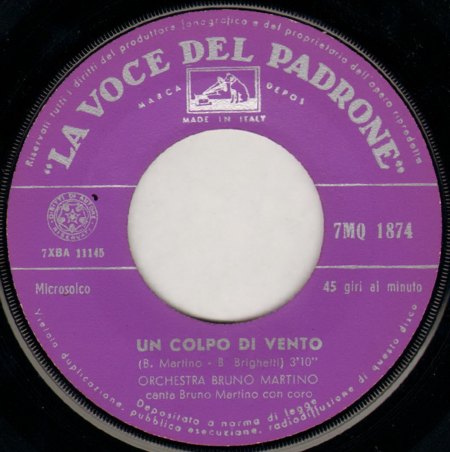 Riservati tutti i diritti del produttore fonografico e del proprietario dell'opera riprodotta
"LA VOCE DEL PADRONE"
MARCA DEPOS
MADE IN ITALY
DIRITTI DI AUTORE
7XBA 11145
7MQ 1874
Microsolco
45 giri al minuto
UN COLPO DI VENTO
(B. Martino - B. Brighetti) 3'10"
ORCHESTRA BRUNO MARTINO
canta Bruno Martino con coro
Depositato a norma di legge
Vietata duplicazione, pubblica esecuzione, radiodiffusione di questo disco